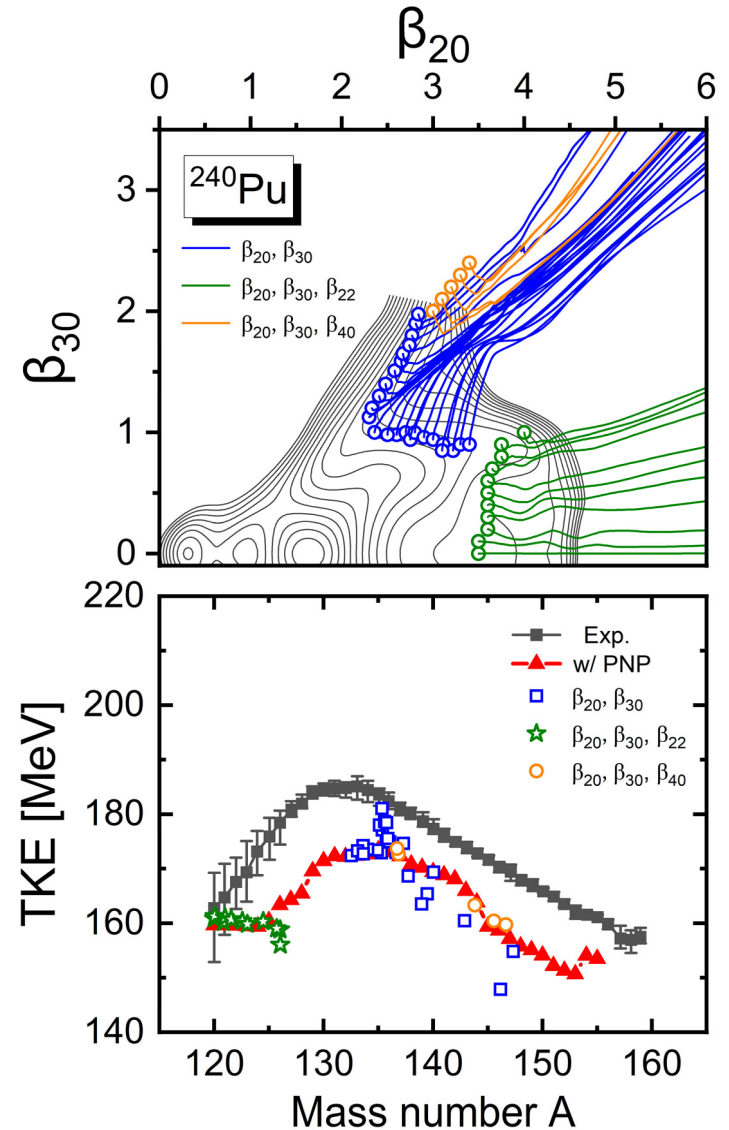 β₂₀
0 1 2 3 4 5 6
²⁴⁰Pu
β₂₀, β₃₀
β₂₀, β₃₀, β₂₂
β₂₀, β₃₀, β₄₀
β₃₀
3
2
1
0
220
200
180
160
140
TKE [MeV]
Exp.
w/ PNP
β₂₀, β₃₀
β₂₀, β₃₀, β₂₂
β₂₀, β₃₀, β₄₀
120 130 140 150 160
Mass number A